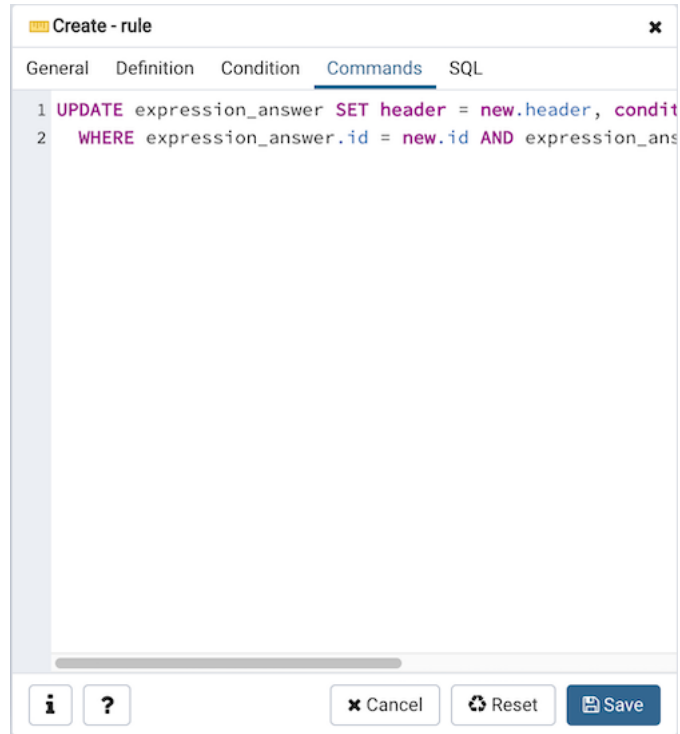 Create - rule
General Definition Condition Commands SQL
1 UPDATE expression_answer SET header = new.header, condit
2 WHERE expression_answer.id = new.id AND expression_ans
i ? Cancel Reset Save